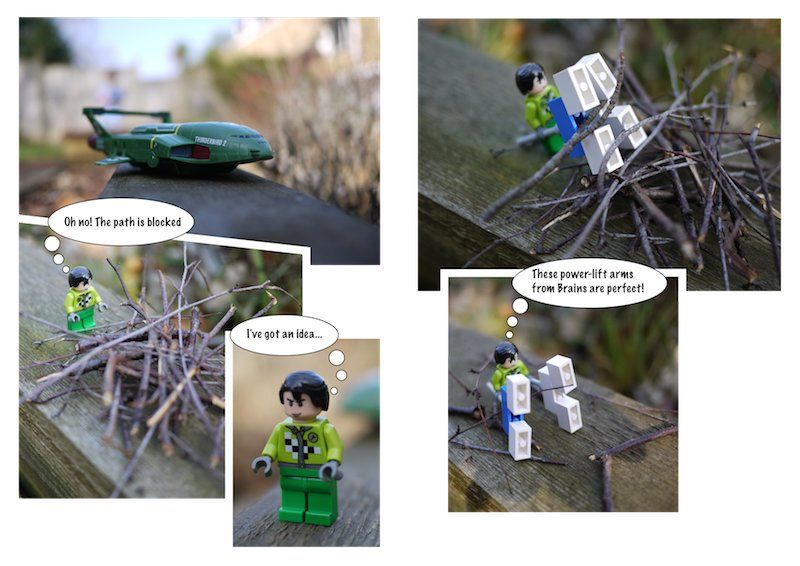 THUNDERBIRD 2
Oh no! The path is blocked
I've got an idea...
These power-lift arms
from Brains are perfect!